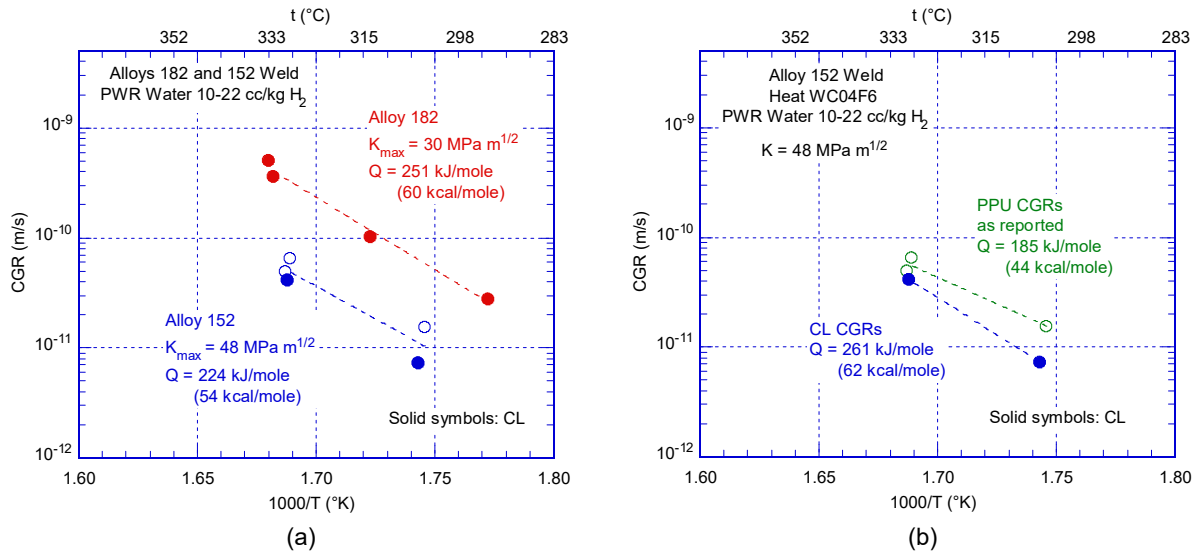 t (°C)
352 333 315 298 283
Alloys 182 and 152 Weld
PWR Water 10-22 cc/kg H2
Alloy 182
Kmax = 30 MPa m1/2
Q = 251 kJ/mole
(60 kcal/mole)
10-9
10-10
10-11
10-12
CGR (m/s)
Alloy 152
Kmax = 48 MPa m1/2
Q = 224 kJ/mole
(54 kcal/mole)
Solid symbols: CL
1.60 1.65 1.70 1.75 1.80
1000/T (°K)
(a)
t (°C)
352 333 315 298 283
Alloy 152 Weld
Heat WC04F6
PWR Water 10-22 cc/kg H2
K = 48 MPa m1/2
PPU CGRs
as reported
Q = 185 kJ/mole
(44 kcal/mole)
10-9
10-10
10-11
10-12
CGR (m/s)
CL CGRs
Q = 261 kJ/mole
(62 kcal/mole)
Solid symbols: CL
1.60 1.65 1.70 1.75 1.80
1000/T (°K)
(b)